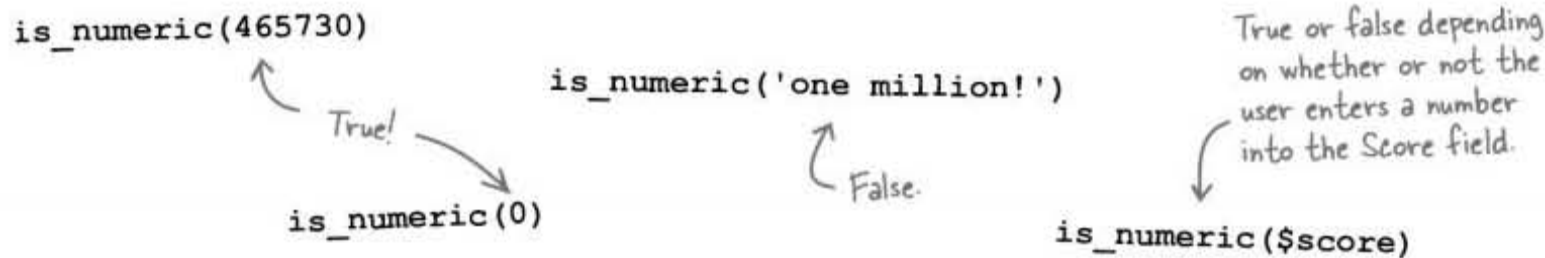 is_numeric(465730)
True!
is_numeric(0)
is_numeric('one million!')
False.
True or false depending
on whether or not the
user enters a number
into the Score field.
is_numeric($score)